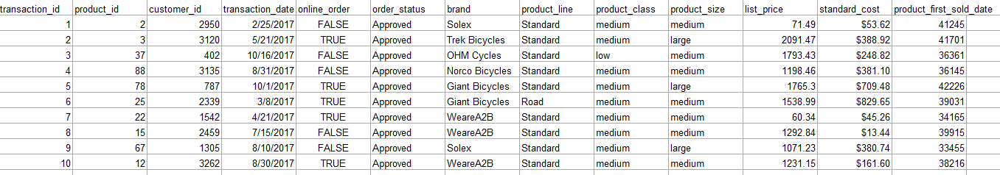 transaction_id product_id customer_id transaction_date online_order order_status brand product_line product_class product_size list_price standard_cost product_first_sold_date
1 2 2950 2/25/2017 FALSE Approved Solex Standard medium medium 71.49 $53.62 41245
2 3 3120 5/21/2017 TRUE Approved Trek Bicycles Standard medium large 2091.47 $388.92 41701
3 37 402 10/16/2017 FALSE Approved OHM Cycles Standard low medium 1793.43 $248.82 36361
4 88 3135 8/31/2017 FALSE Approved Norco Bicycles Standard medium medium 1198.46 $381.10 36145
5 78 787 10/1/2017 TRUE Approved Giant Bicycles Standard medium large 1765.3 $709.48 42226
6 25 2339 3/8/2017 TRUE Approved Giant Bicycles Road medium medium 1538.99 $829.65 39031
7 22 1542 4/21/2017 TRUE Approved WeareA2B Standard medium medium 60.34 $45.26 34165
8 15 2459 7/15/2017 FALSE Approved WeareA2B Standard medium medium 1292.84 $13.44 39915
9 67 1305 8/10/2017 FALSE Approved Solex Standard medium large 1071.23 $380.74 33455
10 12 3262 8/30/2017 TRUE Approved WeareA2B Standard medium medium 1231.15 $161.60 38216